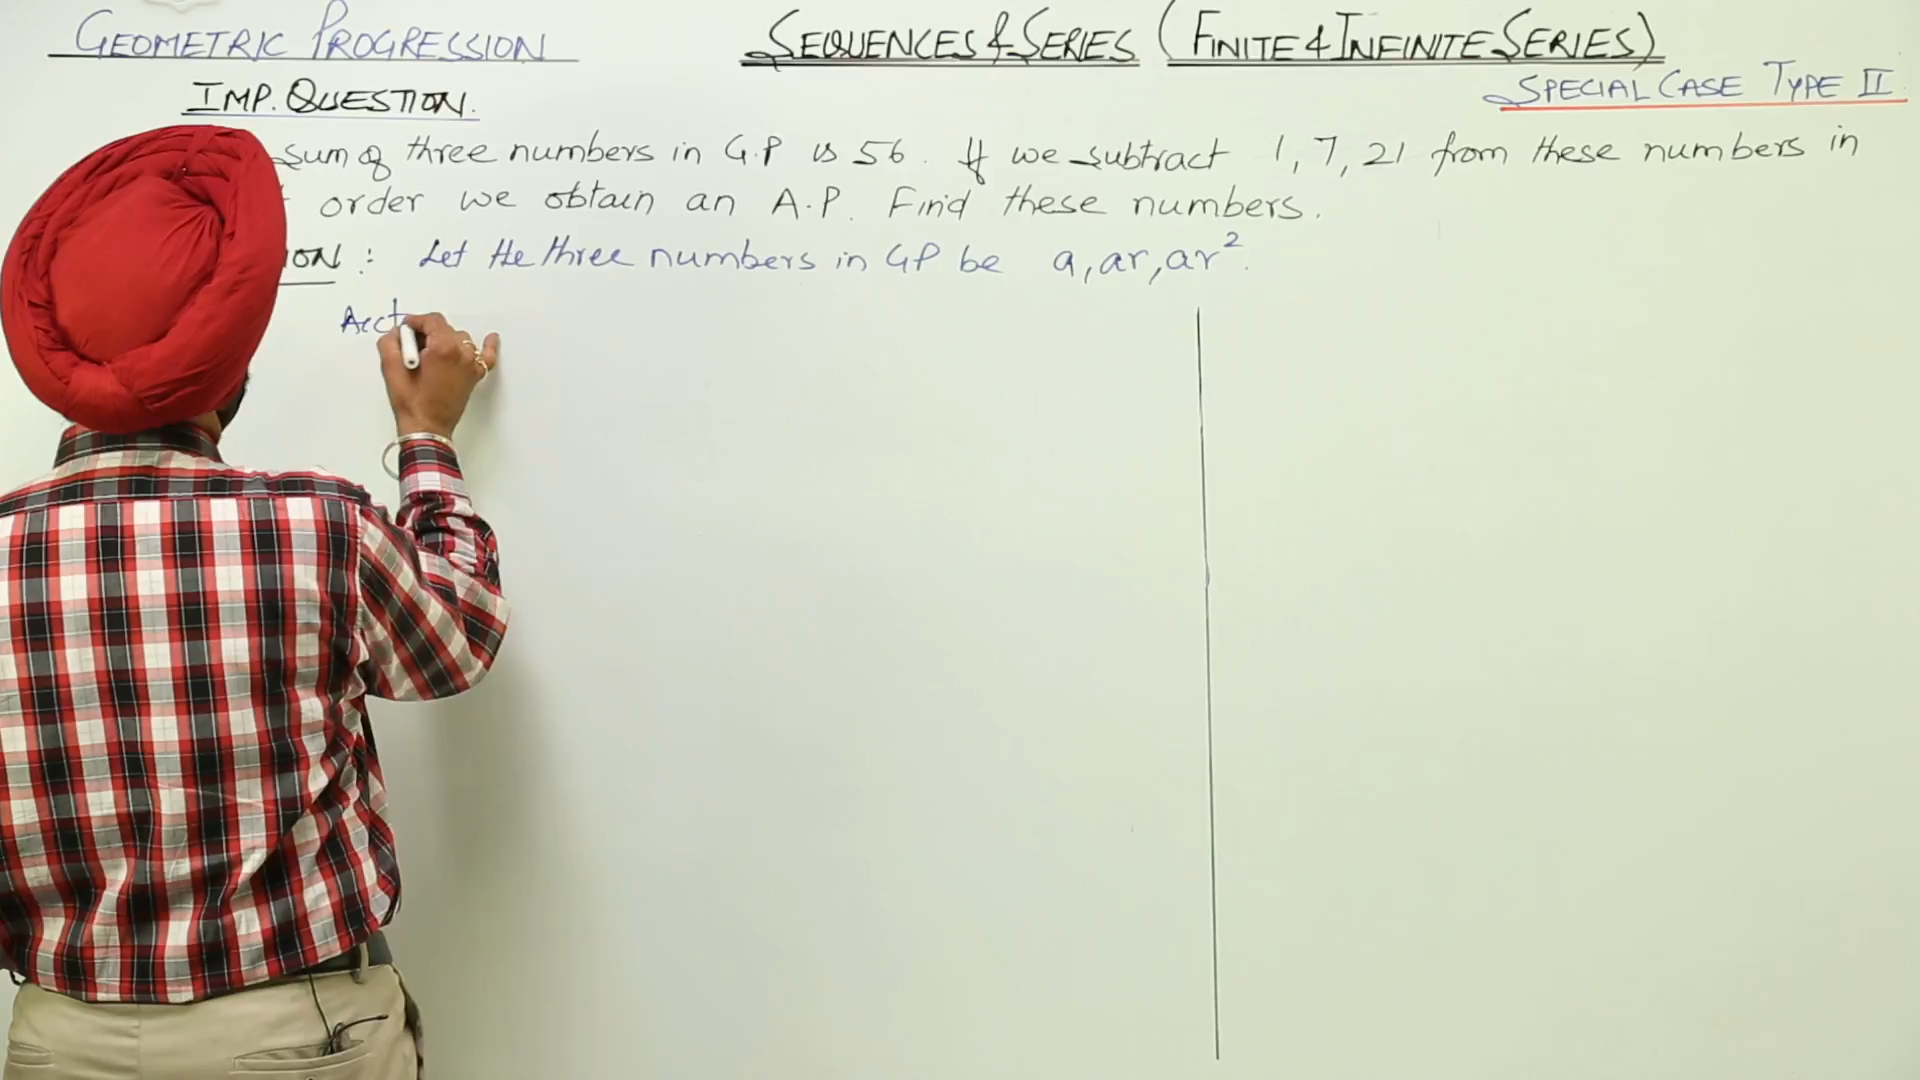 GEOMETRIC PROGRESSION
SEQUENCES & SERIES (FINITE & INFINITE SERIES)
IMP. QUESTION.
SPECIAL CASE TYPE II.
sum of three numbers in G.P is 56. If we subtract 1, 7, 21 from these numbers in
order we obtain an A.P. Find these numbers.
ION : Let the three numbers in GP be a, ar, ar².
Acct